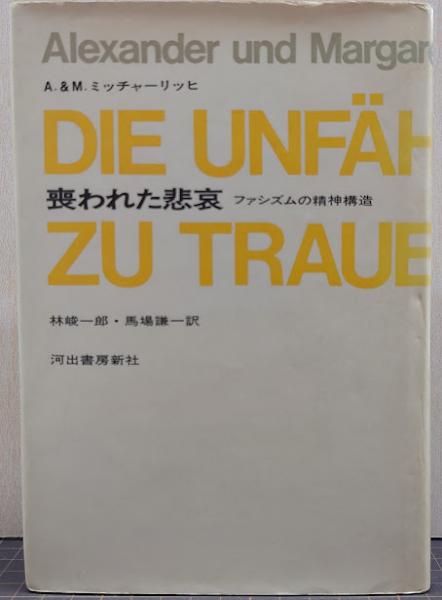 Alexander und Margar
A. & M. ミッチャーリッヒ
DIE UNFÄH
喪われた悲哀 ファシズムの精神構造
ZU TRAUE
林峻一郎・馬場謙一訳
河出書房新社